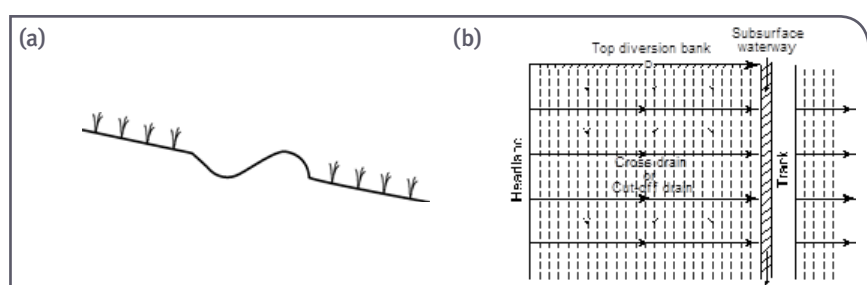 (a)
(b)
Subsurface
waterway
Top diversion bank
Headland
Cross drain
or
Cut-off drain
Track